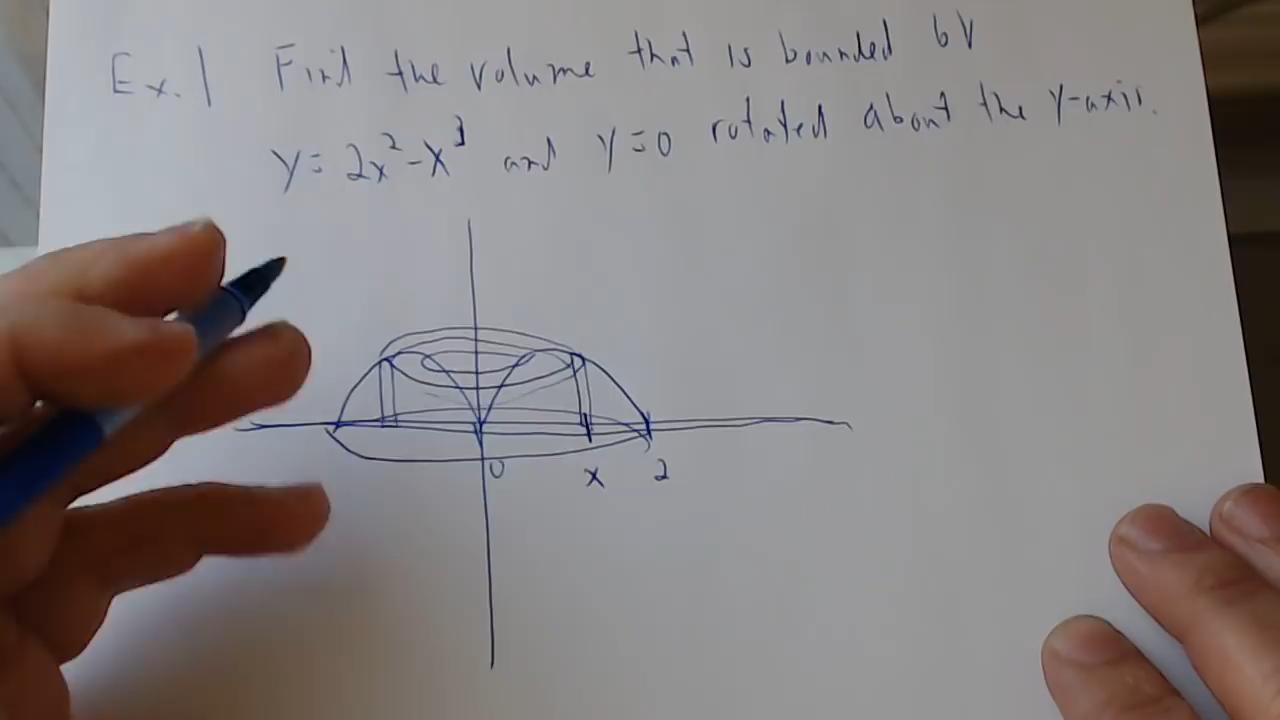 Ex. 1 Find the volume that is bounded by
y = 2x² - x³ and y = 0 rotated about the y-axis.
0 x 2